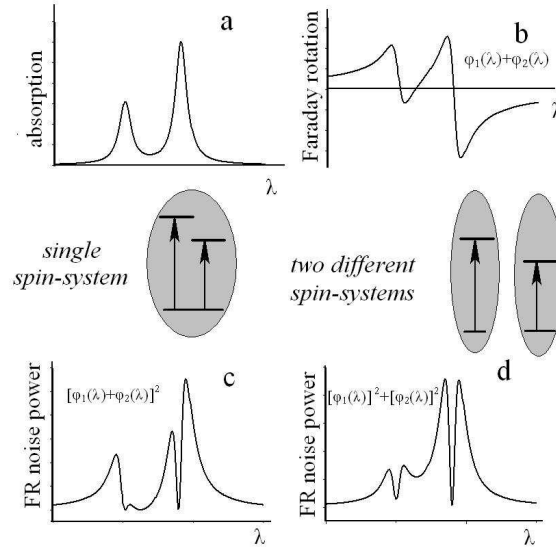 a
absorption
λ
b
φ₁(λ)+φ₂(λ)
Faraday rotation
λ
single
spin-system
two different
spin-systems
c
[φ₁(λ)+φ₂(λ)]²
FR noise power
λ
d
[φ₁(λ)]²+[φ₂(λ)]²
FR noise power
λ